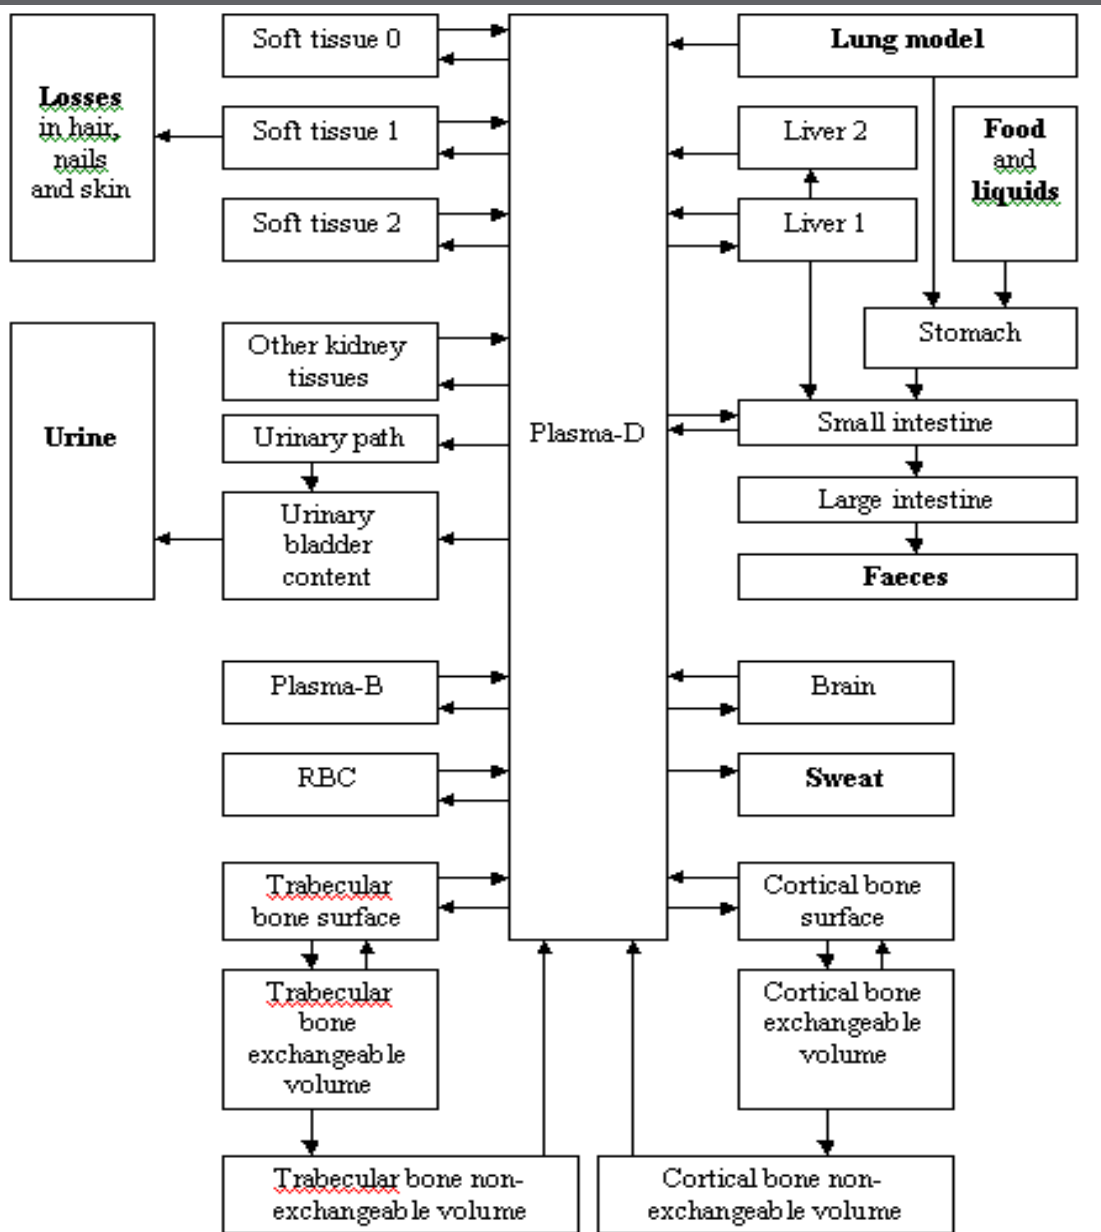 Losses
in hair,
nails
and skin
Soft tissue 0
Soft tissue 1
Soft tissue 2
Lung model
Liver 2
Liver 1
Food
and
liquids
Stomach
Urine
Other kidney
tissues
Urinary path
Urinary
bladder
content
Plasma-D
Small intestine
Large intestine
Faeces
Plasma-B
Brain
RBC
Sweat
Trabecular
bone surface
Cortical bone
surface
Trabecular
bone
exchangeable
volume
Cortical bone
exchangeable
volume
Trabecular bone non-
exchangeable volume
Cortical bone non-
exchangeable volume